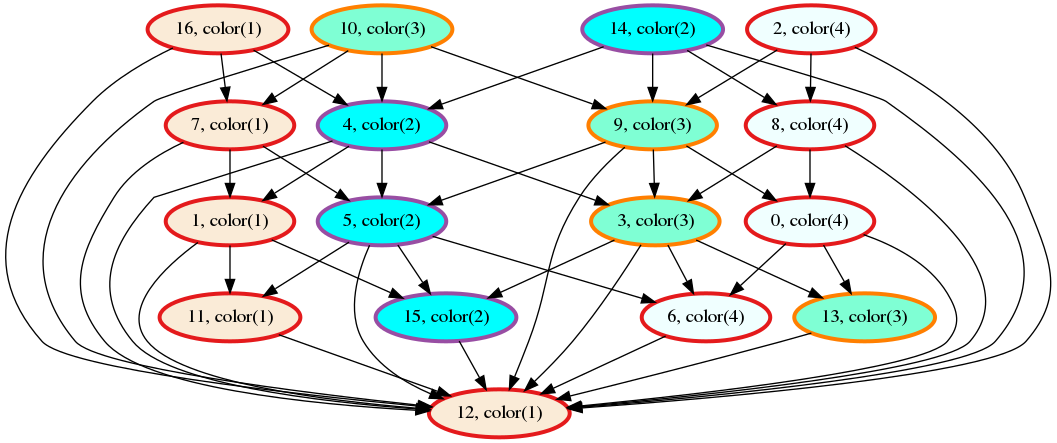 16, color(1)
10, color(3)
14, color(2)
2, color(4)
7, color(1)
4, color(2)
9, color(3)
8, color(4)
1, color(1)
5, color(2)
3, color(3)
0, color(4)
11, color(1)
15, color(2)
6, color(4)
13, color(3)
12, color(1)